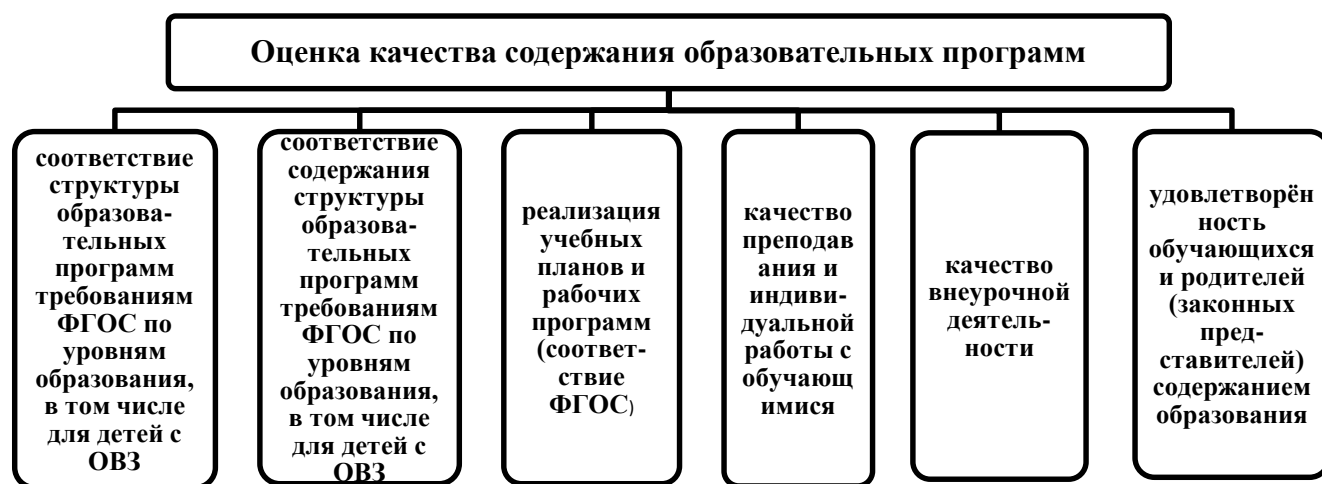 Оценка качества содержания образовательных программ
соответствие
структуры
образова-
тельных
программ
требованиям
ФГОС по
уровням
образования,
в том числе
для детей с
ОВЗ
соответствие
содержания
структуры
образова-
тельных
программ
требованиям
ФГОС по
уровням
образования,
в том числе
для детей с
ОВЗ
реализация
учебных
планов и
рабочих
программ
(соответ-
ствие
ФГОС)
качество
преподав
ания и
индиви-
дуальной
работы с
обучающ
имися
качество
внеурочной
деятель-
ности
удовлетворён
ность
обучающихся
и родителей
(законных
пред-
ставителей)
содержанием
образования